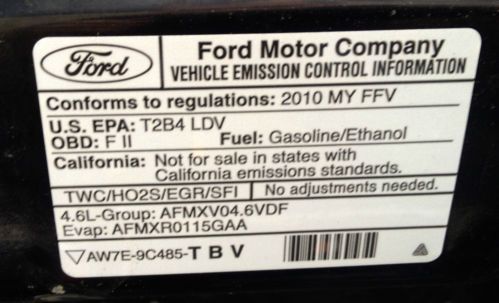 Ford
Ford Motor Company
VEHICLE EMISSION CONTROL INFORMATION
Conforms to regulations: 2010 MY FFV
U.S. EPA: T2B4 LDV
OBD: F II Fuel: Gasoline/Ethanol
California: Not for sale in states with
California emissions standards.
TWC/HO2S/EGR/SFI No adjustments needed.
4.6L-Group: AFMXV04.6VDF
Evap: AFMXR0115GAA
▽AW7E-9C485-T B V